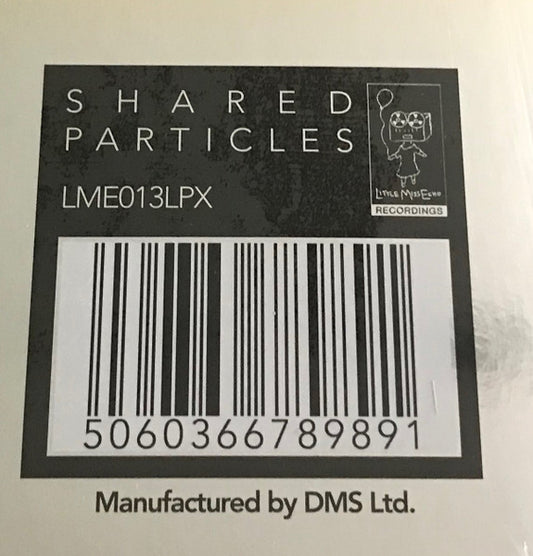 SHARED
PARTICLES
LME013LPX
Little Miss Echo
RECORDINGS
5060366789891
Manufactured by DMS Ltd.